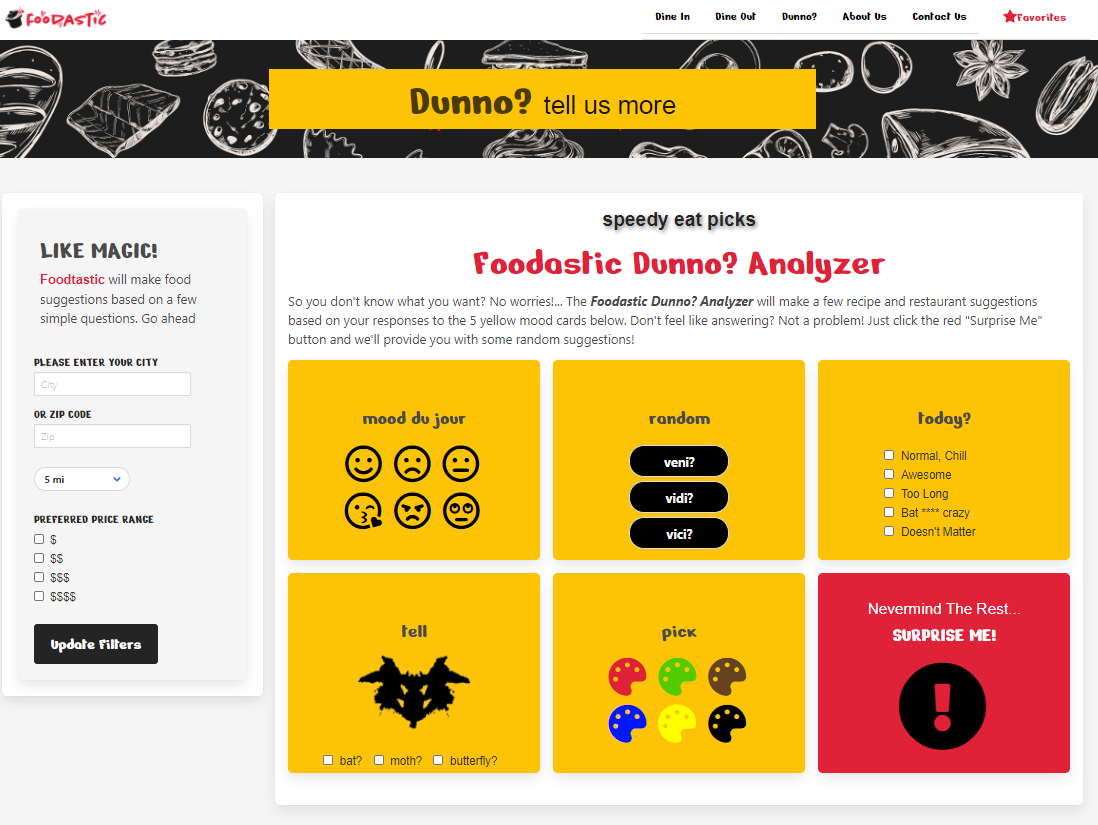 FOODASTIC
Dine In Dine Out Dunno? About Us Contact Us Favorites
Dunno? tell us more
LIKE MAGIC!
Foodtastic will make food
suggestions based on a few
simple questions. Go ahead
PLEASE ENTER YOUR CITY
City
OR ZIP CODE
Zip
5 mi
PREFERRED PRICE RANGE
$
$$
$$$
$$$$
Update Filters
speedy eat picks
Foodastic Dunno? Analyzer
So you don't know what you want? No worries!... The Foodastic Dunno? Analyzer will make a few recipe and restaurant suggestions
based on your responses to the 5 yellow mood cards below. Don't feel like answering? Not a problem! Just click the red "Surprise Me"
button and we'll provide you with some random suggestions!
mood du jour
random
veni?
vidi?
vici?
today?
Normal, Chill
Awesome
Too Long
Bat **** crazy
Doesn't Matter
tell
bat? moth? butterfly?
pick
Nevermind The Rest...
SURPRISE ME!